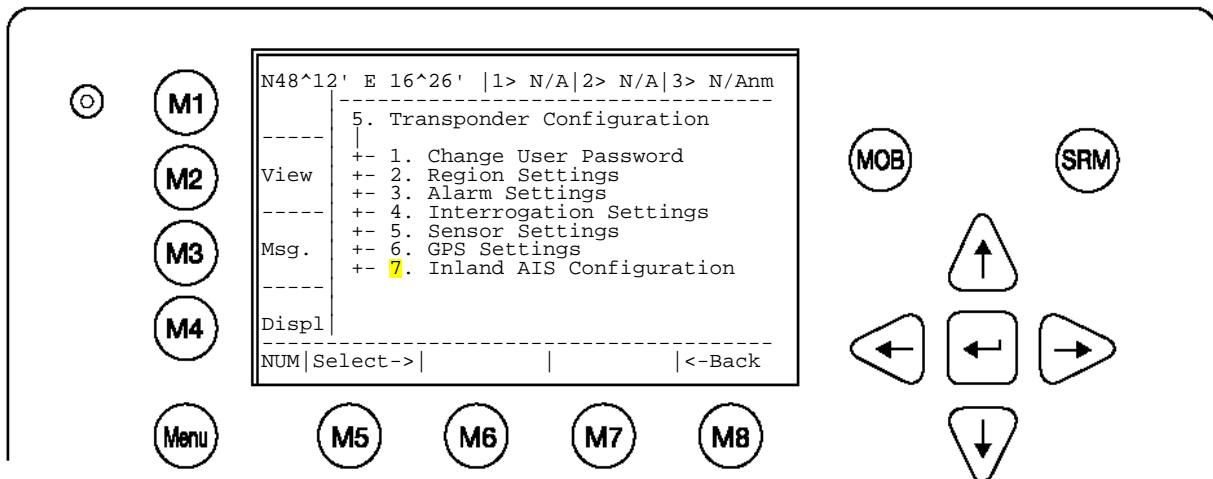 N48^12' E 16^26' |1> N/A|2> N/A|3> N/Anm
5. Transponder Configuration
+- 1. Change User Password
View +- 2. Region Settings
+- 3. Alarm Settings
+- 4. Interrogation Settings
+- 5. Sensor Settings
Msg. +- 6. GPS Settings
+- 7. Inland AIS Configuration
Displ
NUM|Select->| | |<-Back
M1
M2
M3
M4
MOB
SRM
Menu
M5
M6
M7
M8